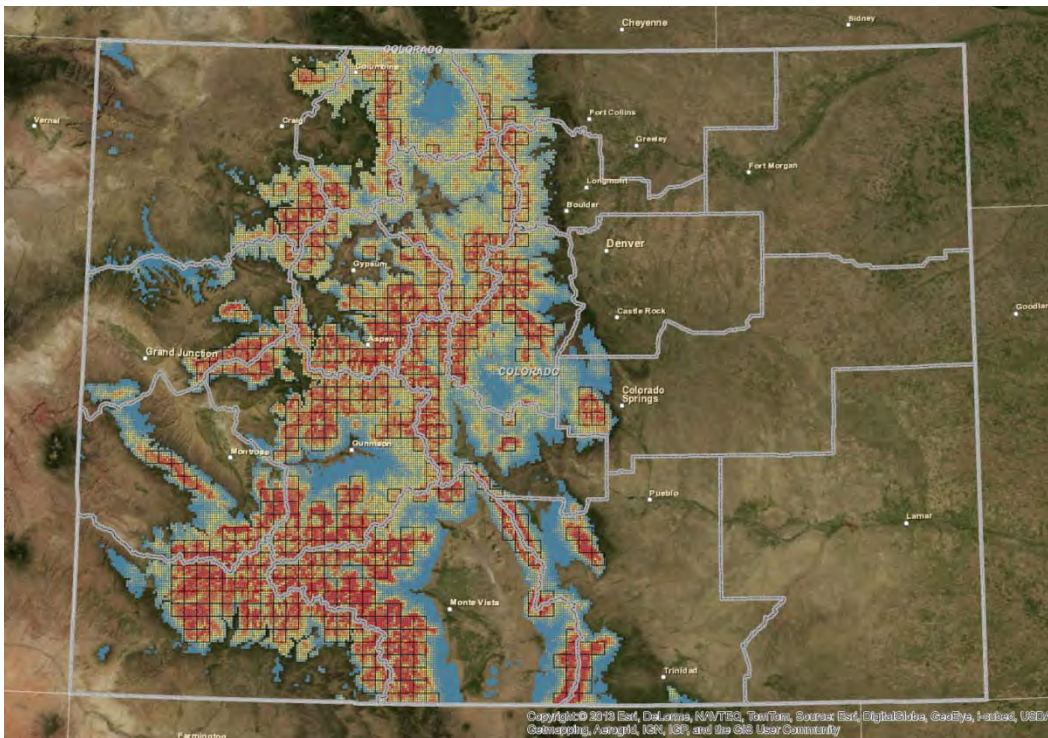 Cheyenne
Sidney
COLORADO
Columbine
Vernal
Craig
Fort Collins
Greeley
Fort Morgan
Longmont
Boulder
Denver
Gypsum
Castle Rock
Goodlan
Aspen
Grand Junction
COLORADO
Colorado
Springs
Gunnison
Montrose
Pueblo
Lamar
Monte Vista
Trinidad
Farmington
Copyright:© 2013 Esri, DeLorme, NAVTEQ, TomTom, Source: Esri, DigitalGlobe, GeoEye, i-cubed, USDA
Getmapping, Aerogrid, IGN, IGP, and the GIS User Community